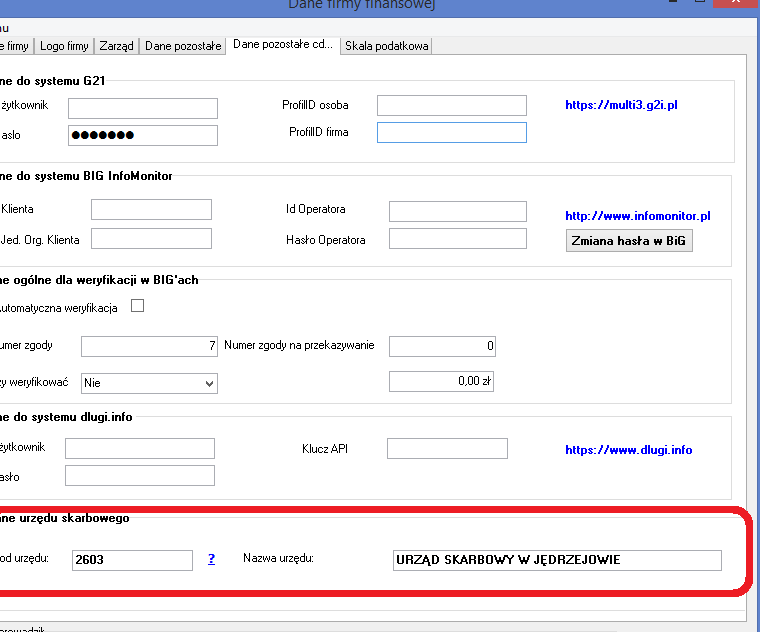 Dane firmy finansowej
nu
e firmy Logo firmy Zarząd Dane pozostałe Dane pozostałe cd... Skala podatkowa
ne do systemu G21
żytkownik ProfilID osoba https://multi3.g2i.pl
asło ●●●●●●● ProfilID firma
ne do systemu BIG InfoMonitor
Klienta Id Operatora http://www.infomonitor.pl
Jed. Org. Klienta Hasło Operatora Zmiana hasła w BiG
ne ogólne dla weryfikacji w BIG'ach
utomatyczna weryfikacja
umer zgody 7 Numer zgody na przekazywanie 0
zy weryfikować Nie 0,00 zł
ne do systemu dlugi.info
żytkownik Klucz API https://www.dlugi.info
asło
ane urzędu skarbowego
od urzędu: 2603 ? Nazwa urzędu: URZĄD SKARBOWY W JĘDRZEJOWIE